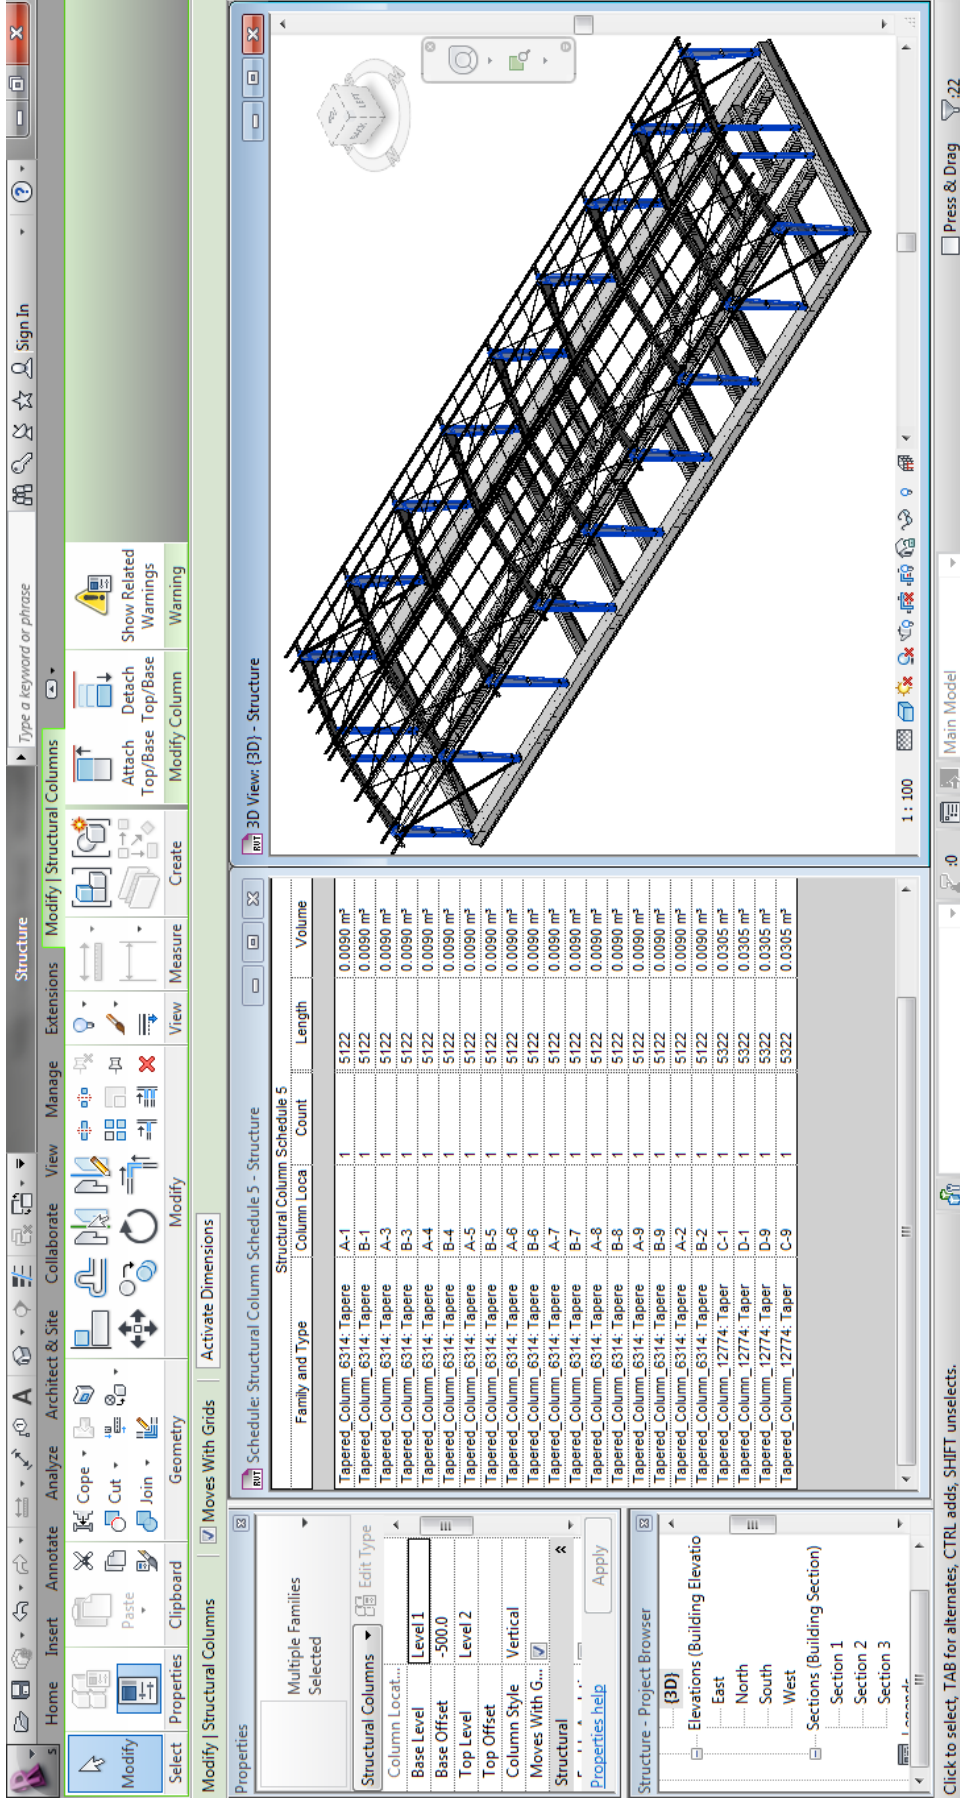 Structure
Type a keyword or phrase
Sign In
Home Insert Annotate Analyze Architect & Site Collaborate View Manage Extensions Modify | Structural Columns
Modify
Paste
Cope
Cut
Join
Attach Top/Base
Detach Top/Base
Show Related Warnings
Select Properties Clipboard Geometry Modify View Measure Create Modify Column Warning
Modify | Structural Columns Moves With Grids Activate Dimensions
Properties
Multiple Families
Selected
Structural Columns Edit Type
Column Locat...
Base Level Level 1
Base Offset -500.0
Top Level Level 2
Top Offset
Column Style Vertical
Moves With G...
Structural
Properties help Apply
Structure - Project Browser
{3D}
Elevations (Building Elevatio
East
North
South
West
Sections (Building Section)
Section 1
Section 2
Section 3
Schedule: Structural Column Schedule 5 - Structure
Structural Column Schedule 5
Family and Type Column Loca Count Length Volume
Tapered_Column_6314: Tapere A-1 1 5122 0.0090 m³
Tapered_Column_6314: Tapere B-1 1 5122 0.0090 m³
Tapered_Column_6314: Tapere A-3 1 5122 0.0090 m³
Tapered_Column_6314: Tapere B-3 1 5122 0.0090 m³
Tapered_Column_6314: Tapere A-4 1 5122 0.0090 m³
Tapered_Column_6314: Tapere B-4 1 5122 0.0090 m³
Tapered_Column_6314: Tapere A-5 1 5122 0.0090 m³
Tapered_Column_6314: Tapere B-5 1 5122 0.0090 m³
Tapered_Column_6314: Tapere A-6 1 5122 0.0090 m³
Tapered_Column_6314: Tapere B-6 1 5122 0.0090 m³
Tapered_Column_6314: Tapere A-7 1 5122 0.0090 m³
Tapered_Column_6314: Tapere B-7 1 5122 0.0090 m³
Tapered_Column_6314: Tapere A-8 1 5122 0.0090 m³
Tapered_Column_6314: Tapere B-8 1 5122 0.0090 m³
Tapered_Column_6314: Tapere A-9 1 5122 0.0090 m³
Tapered_Column_6314: Tapere B-9 1 5122 0.0090 m³
Tapered_Column_6314: Tapere A-2 1 5122 0.0090 m³
Tapered_Column_6314: Tapere B-2 1 5122 0.0090 m³
Tapered_Column_12774: Taper C-1 1 5322 0.0305 m³
Tapered_Column_12774: Taper D-1 1 5322 0.0305 m³
Tapered_Column_12774: Taper D-9 1 5322 0.0305 m³
Tapered_Column_12774: Taper C-9 1 5322 0.0305 m³
3D View: {3D} - Structure
LEFT
1 : 100
Click to select, TAB for alternates, CTRL adds, SHIFT unselects.
:0
Main Model
Press & Drag
:22